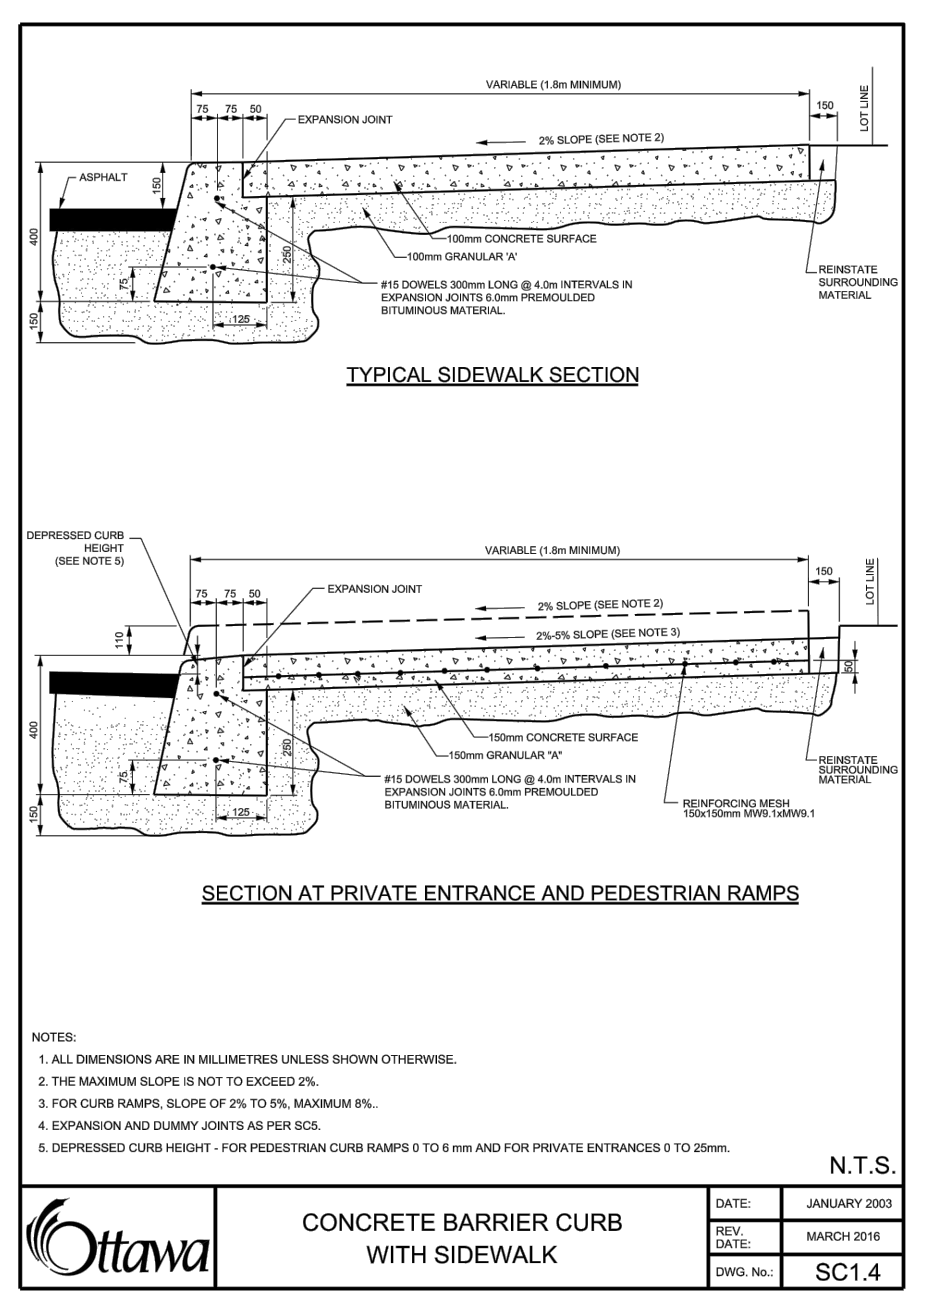 VARIABLE (1.8m MINIMUM)
75 75 50
150
LOT LINE
EXPANSION JOINT
2% SLOPE (SEE NOTE 2)
ASPHALT
150
400
100mm CONCRETE SURFACE
100mm GRANULAR 'A'
250
REINSTATE
SURROUNDING
MATERIAL
#15 DOWELS 300mm LONG @ 4.0m INTERVALS IN
EXPANSION JOINTS 6.0mm PREMOULDED
BITUMINOUS MATERIAL.
75
125
150
TYPICAL SIDEWALK SECTION
DEPRESSED CURB
HEIGHT
(SEE NOTE 5)
VARIABLE (1.8m MINIMUM)
150
LOT LINE
75 75 50
EXPANSION JOINT
2% SLOPE (SEE NOTE 2)
110
2%-5% SLOPE (SEE NOTE 3)
50
400
150mm CONCRETE SURFACE
150mm GRANULAR "A"
250
REINSTATE
SURROUNDING
MATERIAL
#15 DOWELS 300mm LONG @ 4.0m INTERVALS IN
EXPANSION JOINTS 6.0mm PREMOULDED
BITUMINOUS MATERIAL.
75
REINFORCING MESH
150x150mm MW9.1xMW9.1
125
150
SECTION AT PRIVATE ENTRANCE AND PEDESTRIAN RAMPS
NOTES:
1. ALL DIMENSIONS ARE IN MILLIMETRES UNLESS SHOWN OTHERWISE.
2. THE MAXIMUM SLOPE IS NOT TO EXCEED 2%.
3. FOR CURB RAMPS, SLOPE OF 2% TO 5%, MAXIMUM 8%..
4. EXPANSION AND DUMMY JOINTS AS PER SC5.
5. DEPRESSED CURB HEIGHT - FOR PEDESTRIAN CURB RAMPS 0 TO 6 mm AND FOR PRIVATE ENTRANCES 0 TO 25mm.
N.T.S.
Ottawa
CONCRETE BARRIER CURB
WITH SIDEWALK
DATE: JANUARY 2003
REV.
DATE: MARCH 2016
DWG. No.: SC1.4